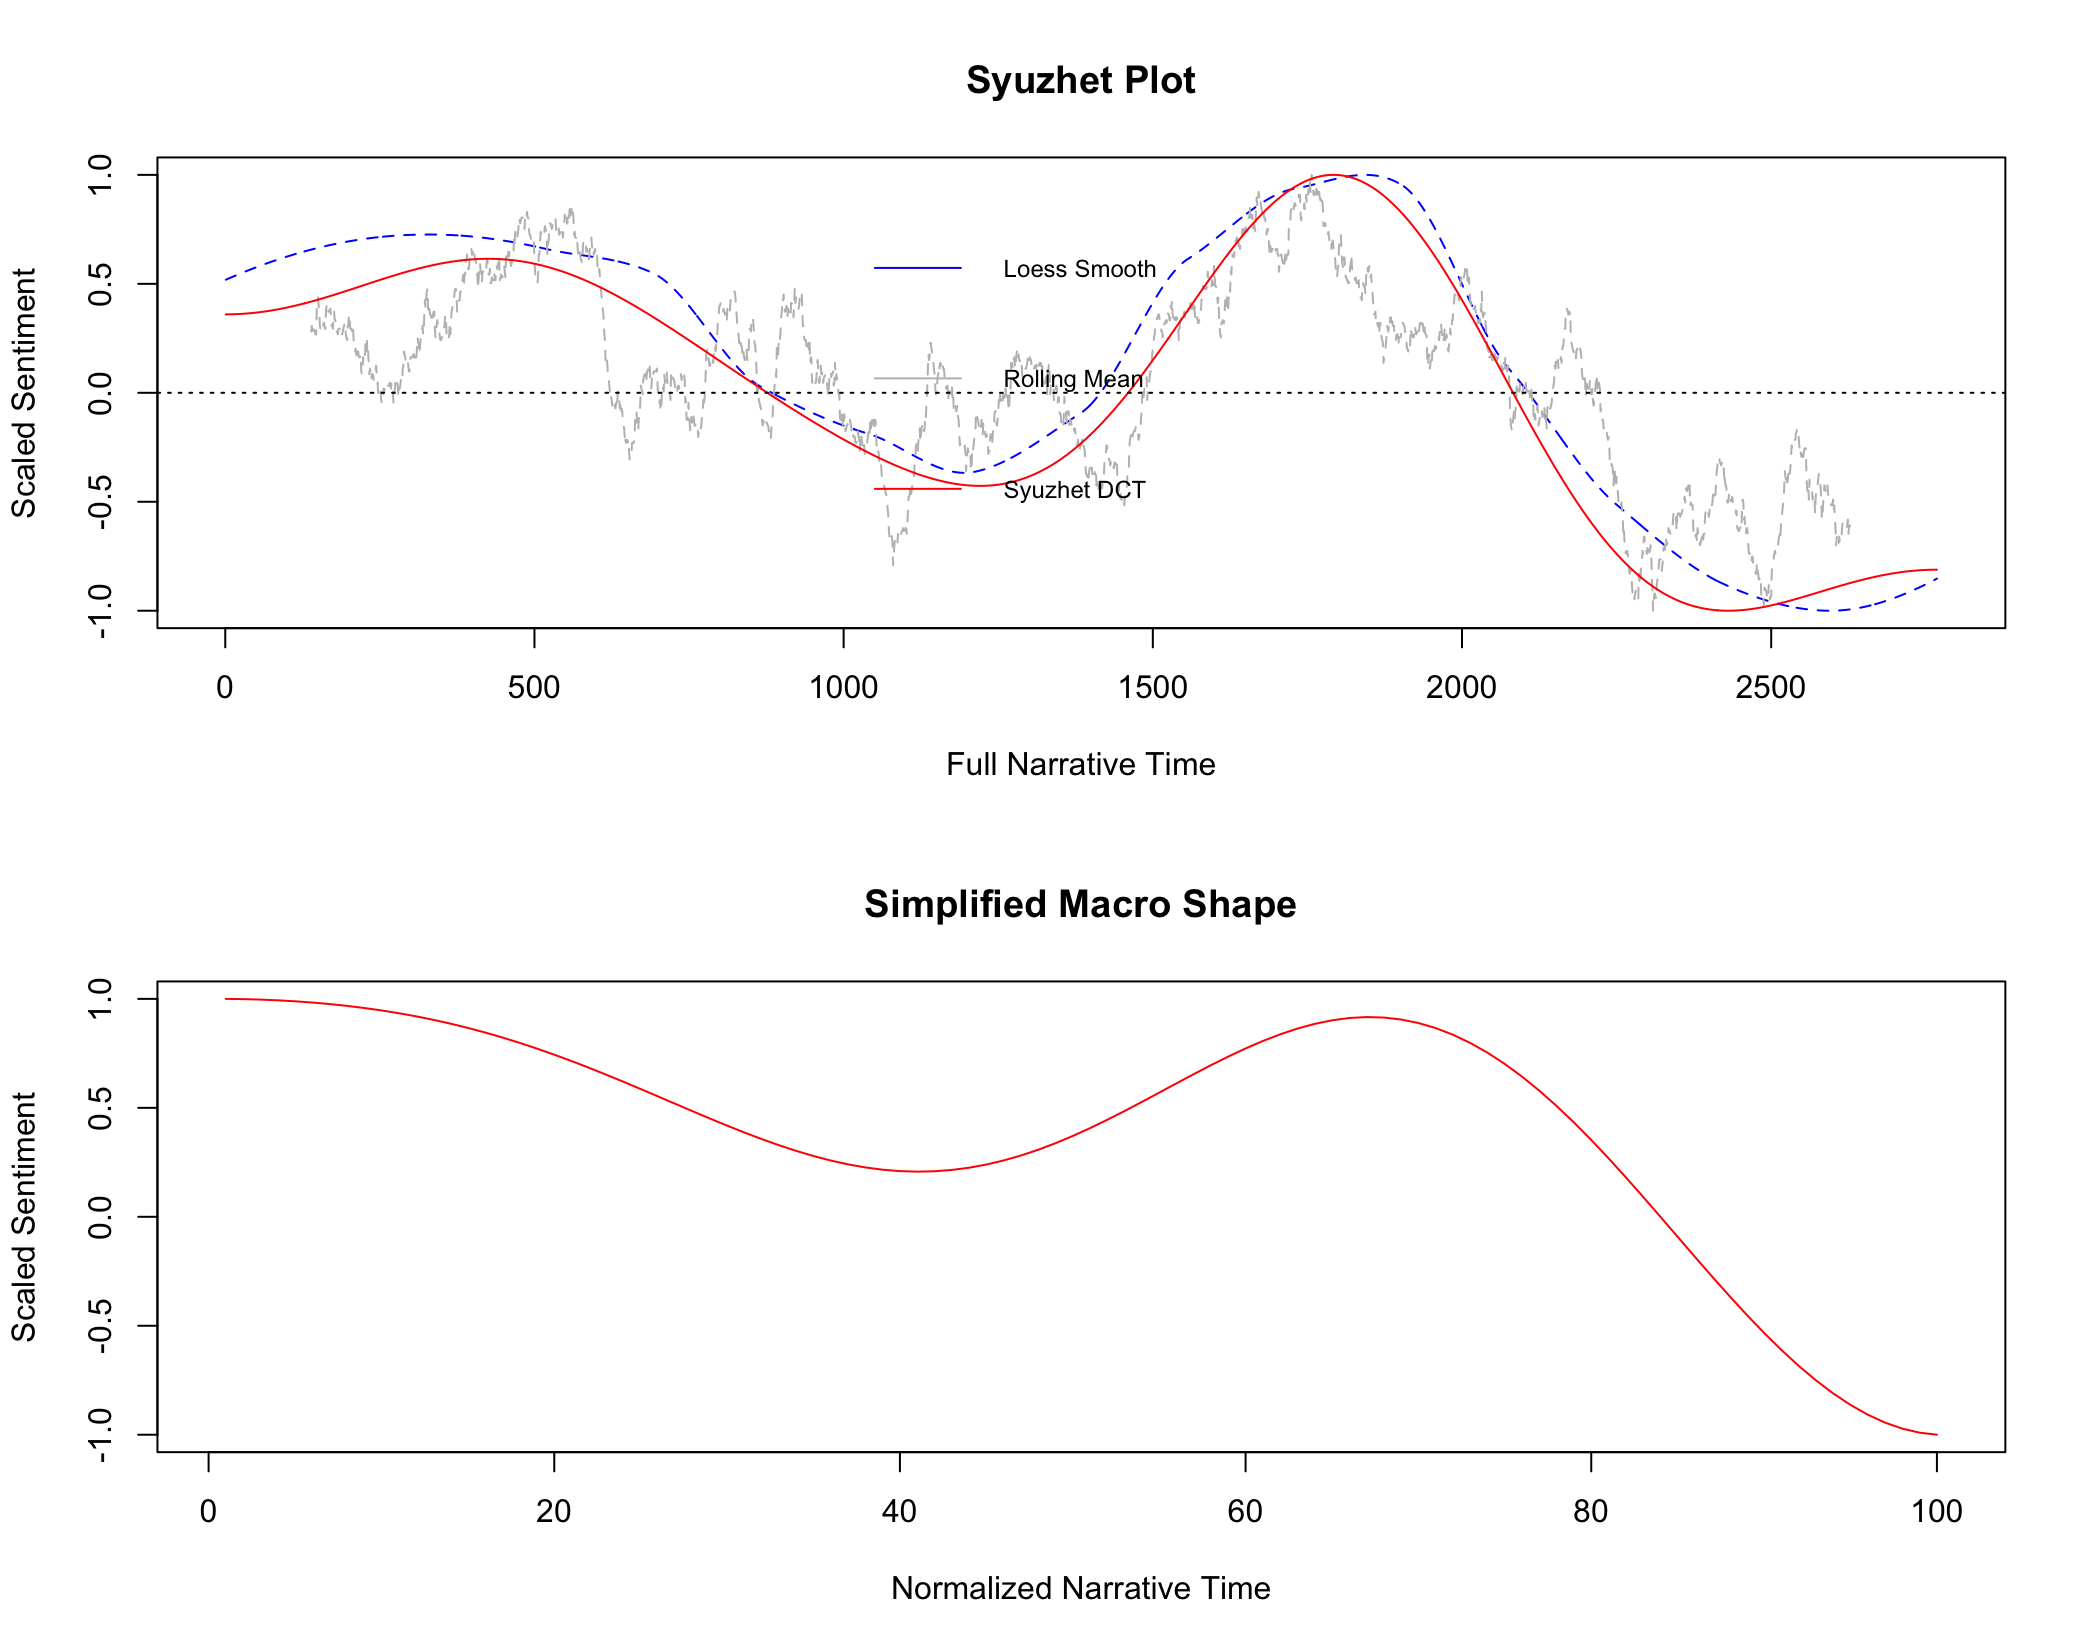 Syuzhet Plot
Scaled Sentiment
1.0
0.5
0.0
-0.5
-1.0
Loess Smooth
Rolling Mean
Syuzhet DCT
0 500 1000 1500 2000 2500
Full Narrative Time
Simplified Macro Shape
Scaled Sentiment
1.0
0.5
0.0
-0.5
-1.0
0 20 40 60 80 100
Normalized Narrative Time